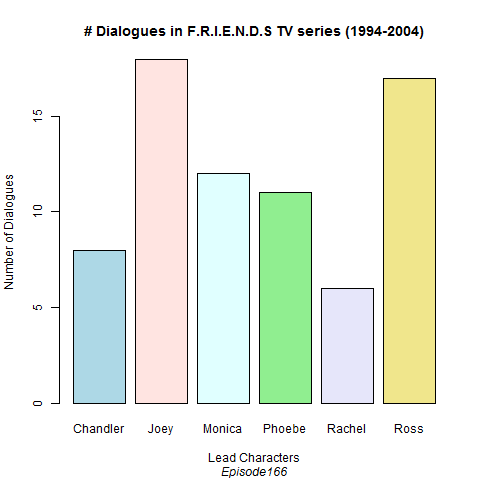 # Dialogues in F.R.I.E.N.D.S TV series (1994-2004)
Number of Dialogues
15
10
5
0
Chandler Joey Monica Phoebe Rachel Ross
Lead Characters
Episode166